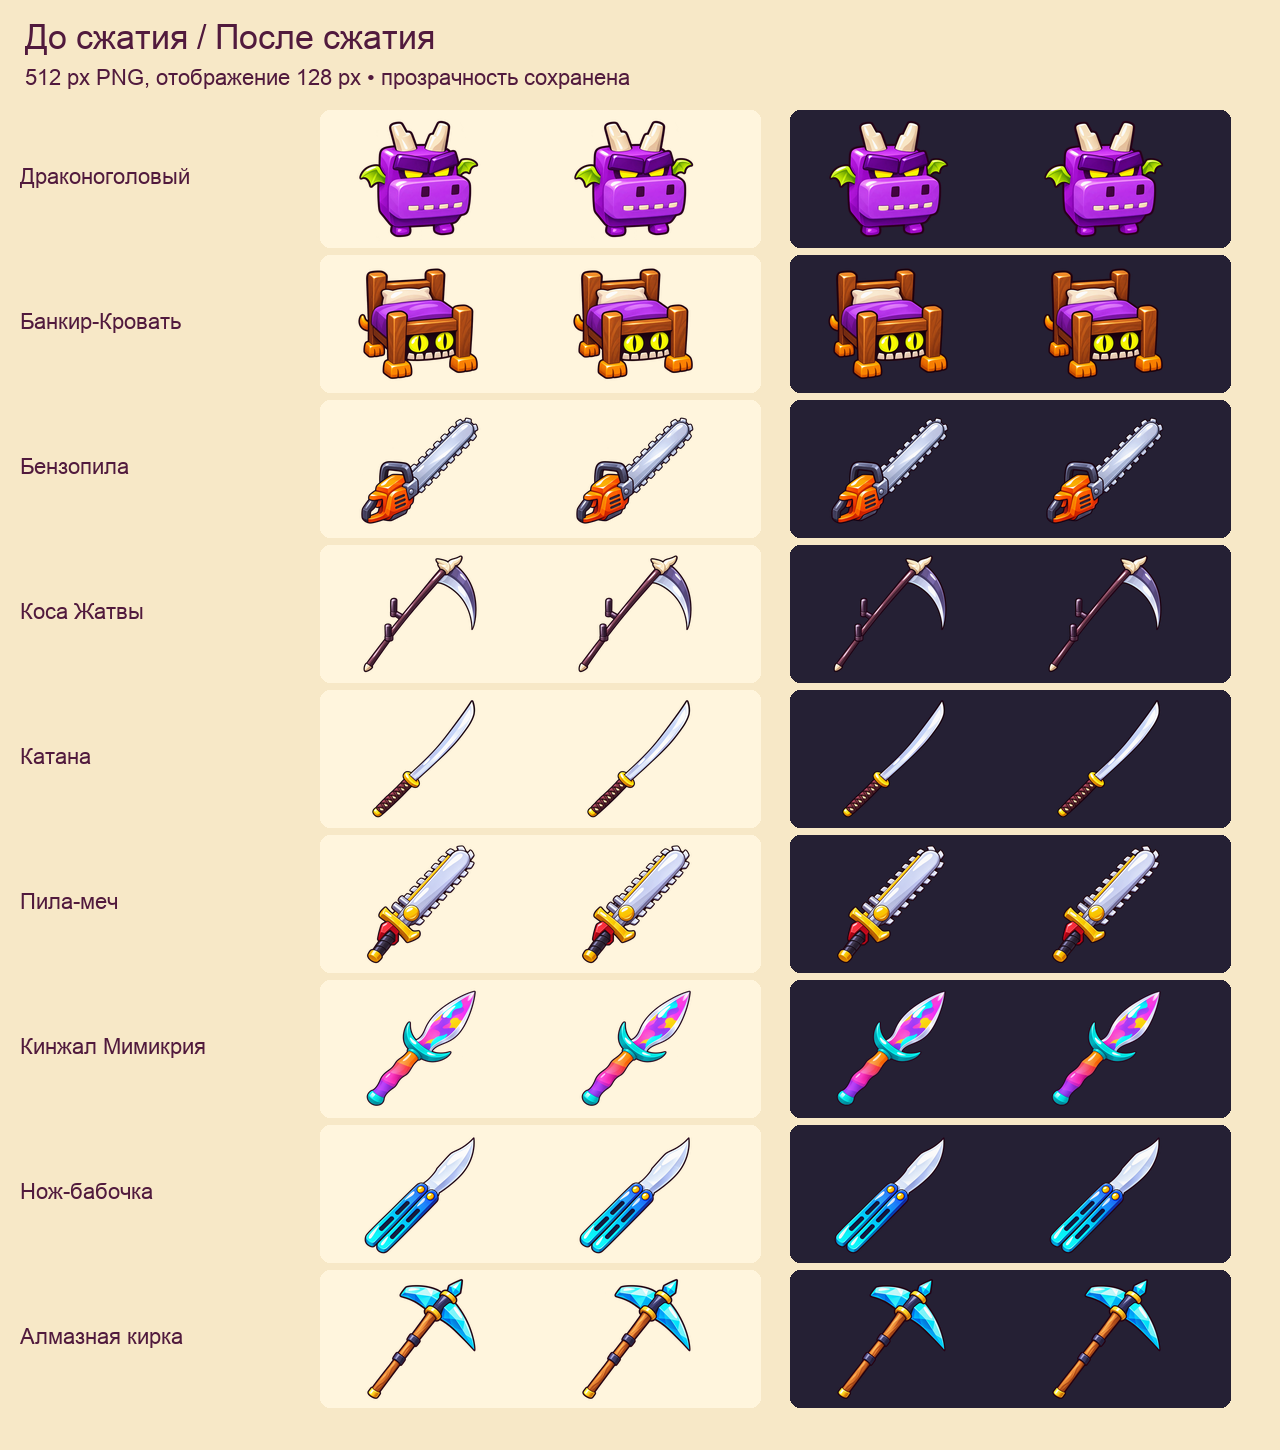 До сжатия / После сжатия
512 px PNG, отображение 128 px • прозрачность сохранена
Драконоголовый
Банкир-Кровать
Бензопила
Коса Жатвы
Катана
Пила-меч
Кинжал Мимикрия
Нож-бабочка
Алмазная кирка